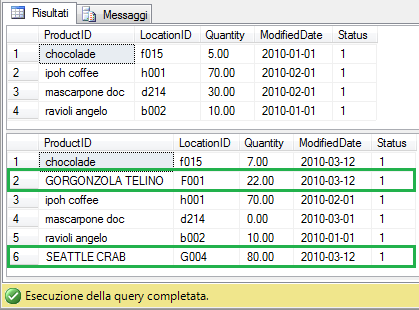 Risultati Messaggi
ProductID LocationID Quantity ModifiedDate Status
1 chocolade f015 5.00 2010-01-01 1
2 ipoh coffee h001 70.00 2010-02-01 1
3 mascarpone doc d214 30.00 2010-02-01 1
4 ravioli angelo b002 10.00 2010-01-01 1
ProductID LocationID Quantity ModifiedDate Status
1 chocolade f015 7.00 2010-03-12 1
2 GORGONZOLA TELINO F001 22.00 2010-03-12 1
3 ipoh coffee h001 70.00 2010-02-01 1
4 mascarpone doc d214 0.00 2010-03-01 1
5 ravioli angelo b002 10.00 2010-01-01 1
6 SEATTLE CRAB G004 80.00 2010-03-12 1
Esecuzione della query completata.